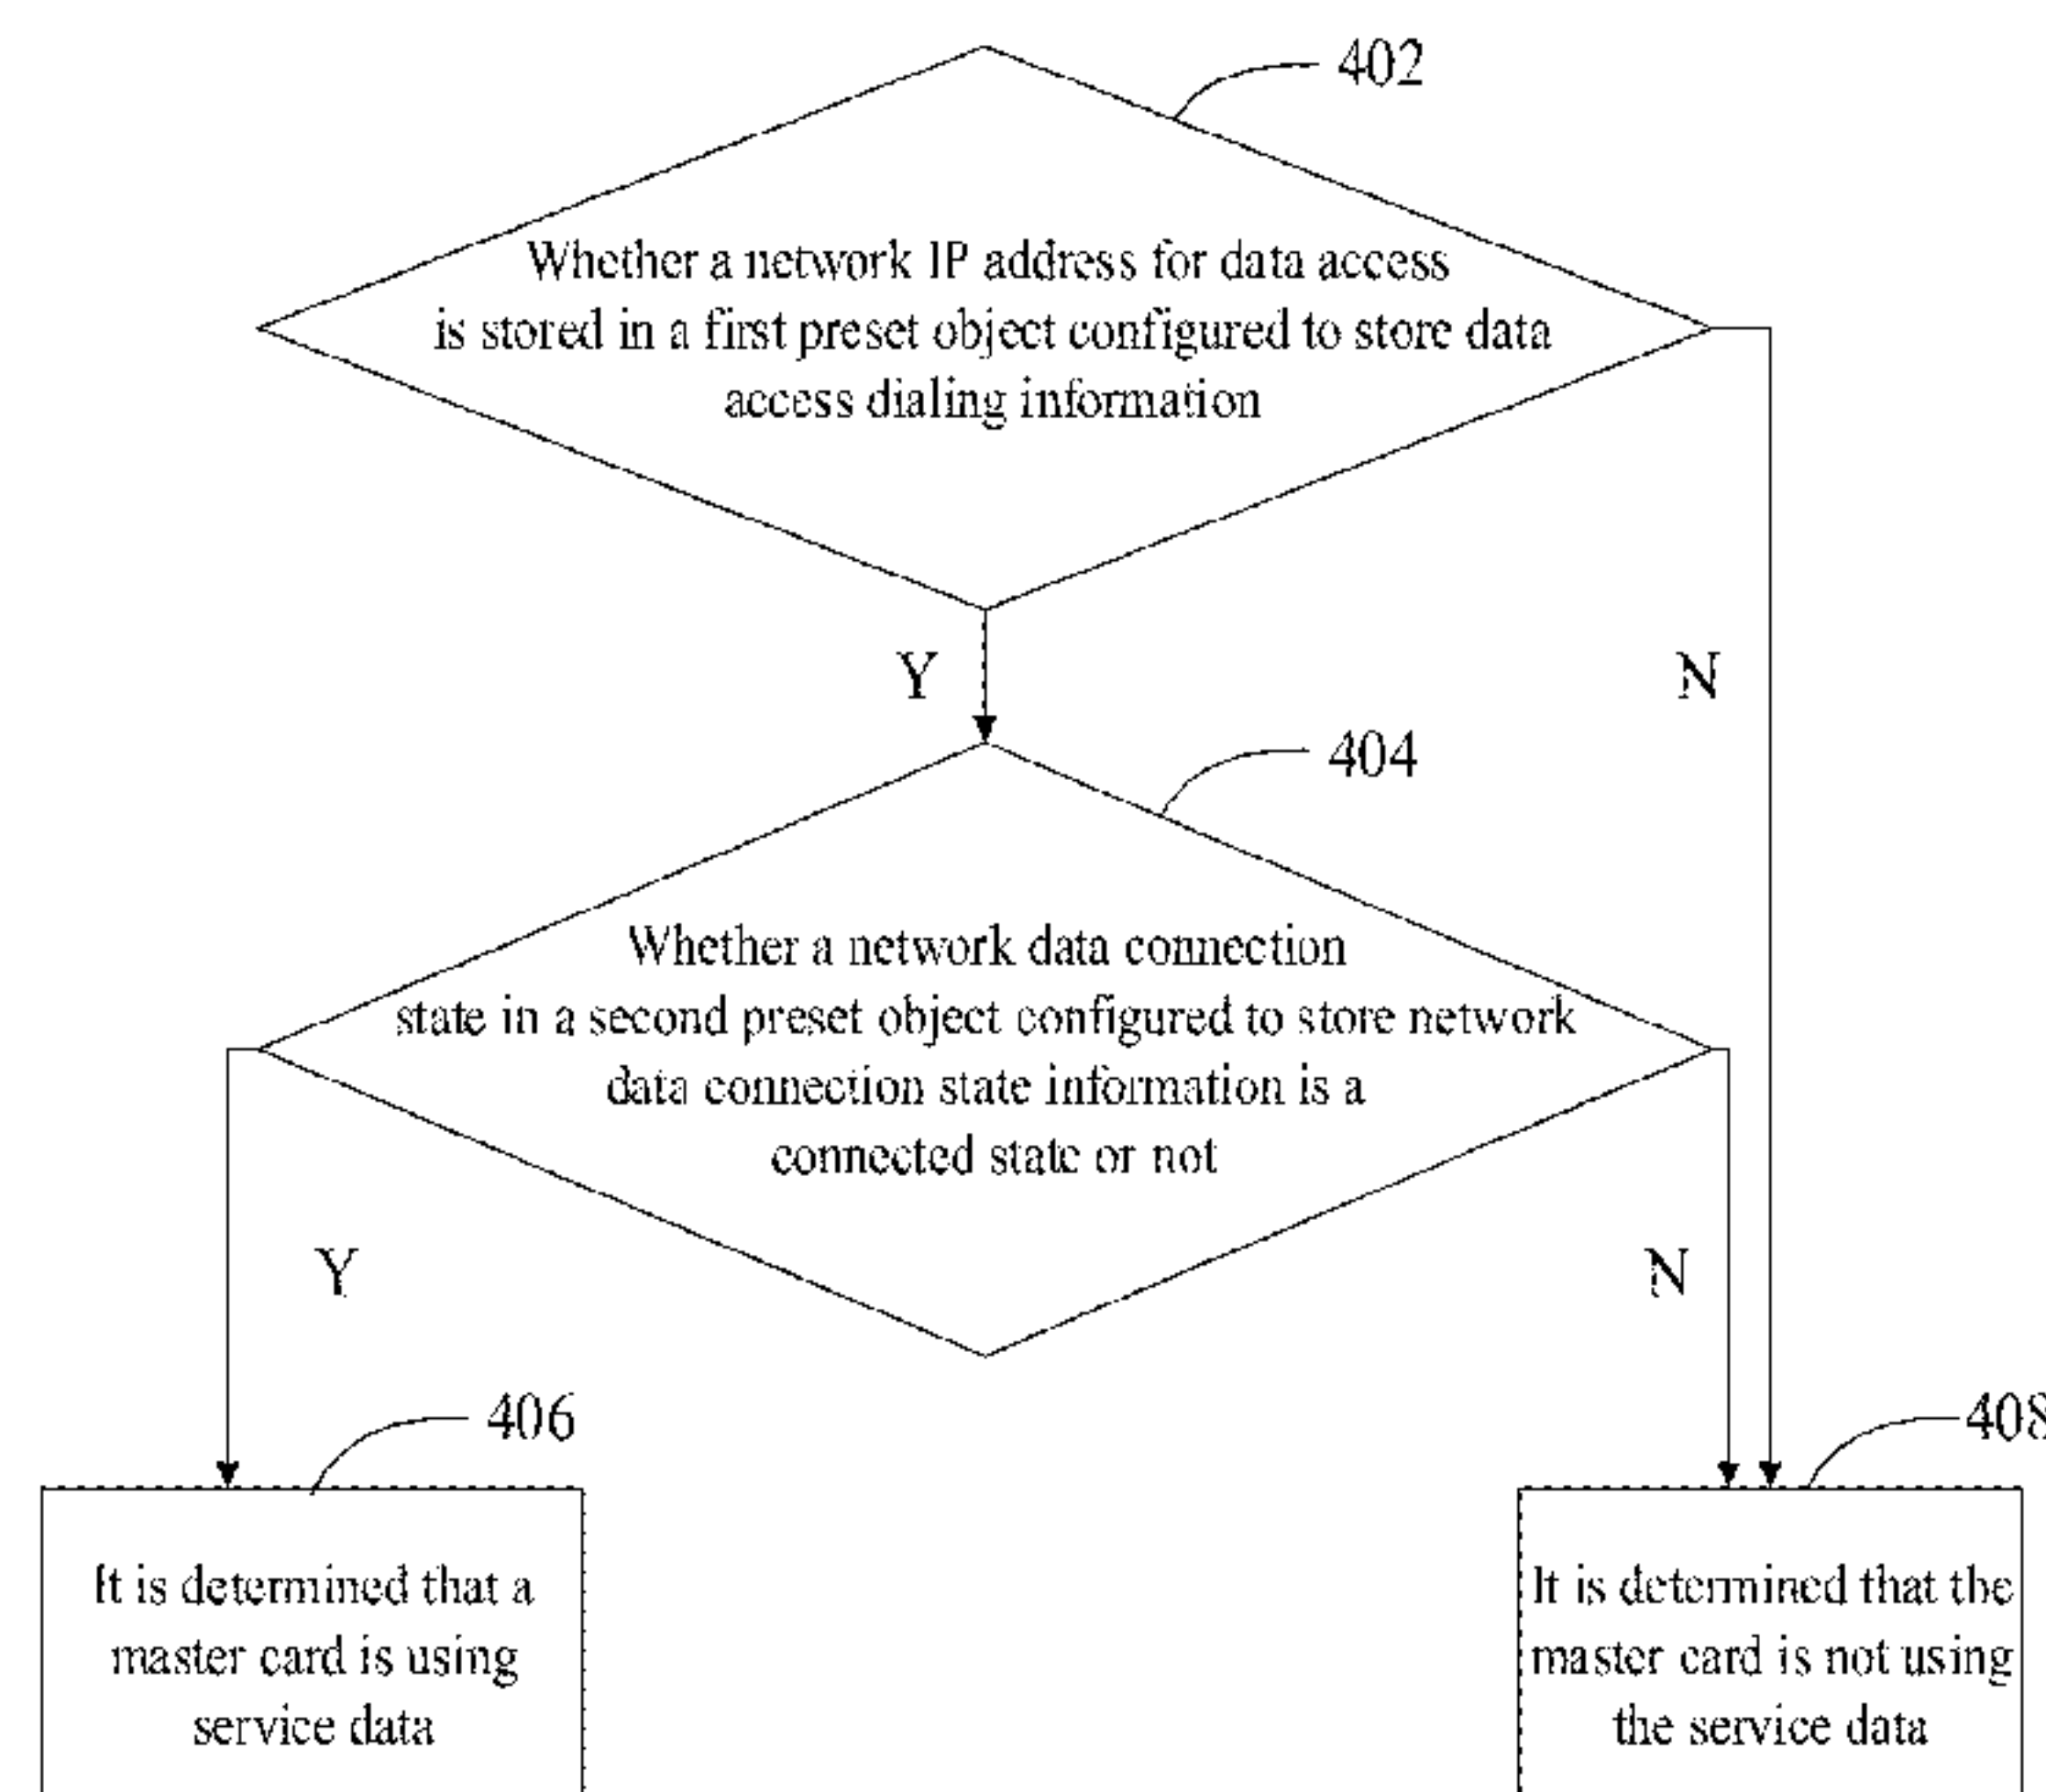 402
Whether a network IP address for data access
is stored in a first preset object configured to store data
access dialing information
Y
N
404
Whether a network data connection
state in a second preset object configured to store network
data connection state information is a
connected state or not
Y
N
406
408
It is determined that a
master card is using
service data
It is determined that the
master card is not using
the service data